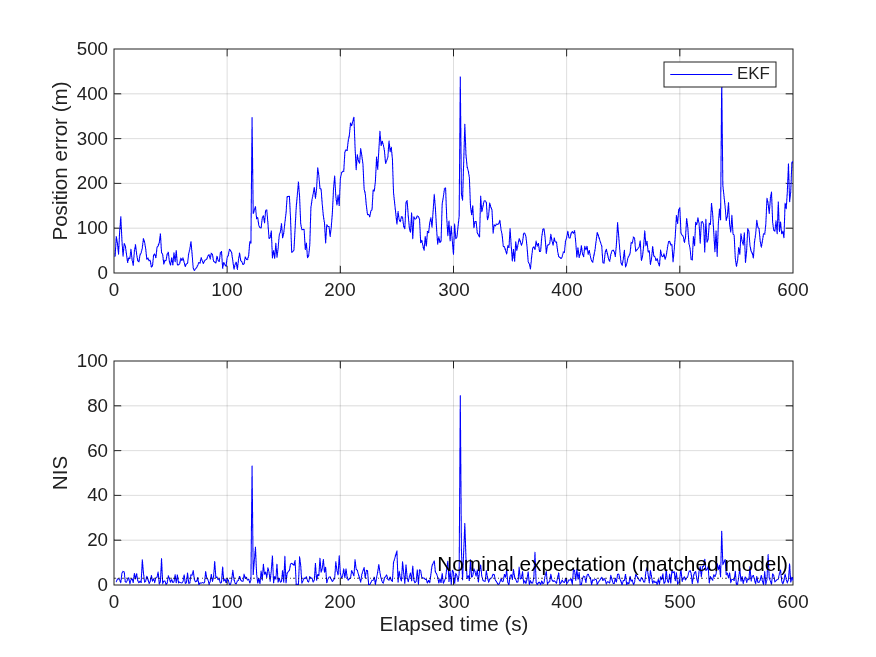 500
400
300
200
100
0
Position error (m)
EKF
0 100 200 300 400 500 600
100
80
60
40
20
0
NIS
Nominal expectation (matched model)
0 100 200 300 400 500 600
Elapsed time (s)